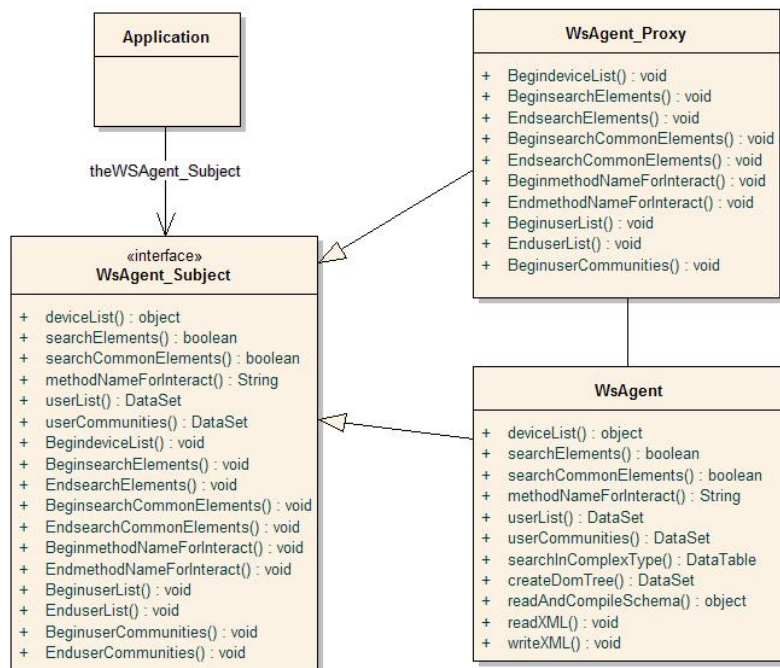 Application
theWSAgent_Subject
«interface»
WsAgent_Subject
+ deviceList() : object
+ searchElements() : boolean
+ searchCommonElements() : boolean
+ methodNameForInteract() : String
+ userList() : DataSet
+ userCommunities() : DataSet
+ BegindeviceList() : void
+ BeginsearchElements() : void
+ EndsearchElements() : void
+ BeginsearchCommonElements() : void
+ EndsearchCommonElements() : void
+ BeginmethodNameForInteract() : void
+ EndmethodNameForInteract() : void
+ BeginuserList() : void
+ EnduserList() : void
+ BeginuserCommunities() : void
+ EnduserCommunities() : void
WsAgent_Proxy
+ BegindeviceList() : void
+ BeginsearchElements() : void
+ EndsearchElements() : void
+ BeginsearchCommonElements() : void
+ EndsearchCommonElements() : void
+ BeginmethodNameForInteract() : void
+ EndmethodNameForInteract() : void
+ BeginuserList() : void
+ EnduserList() : void
+ BeginuserCommunities() : void
WsAgent
+ deviceList() : object
+ searchElements() : boolean
+ searchCommonElements() : boolean
+ methodNameForInteract() : String
+ userList() : DataSet
+ userCommunities() : DataSet
+ searchInComplexType() : DataTable
+ createDomTree() : DataSet
+ readAndCompileSchema() : object
+ readXML() : void
+ writeXML() : void